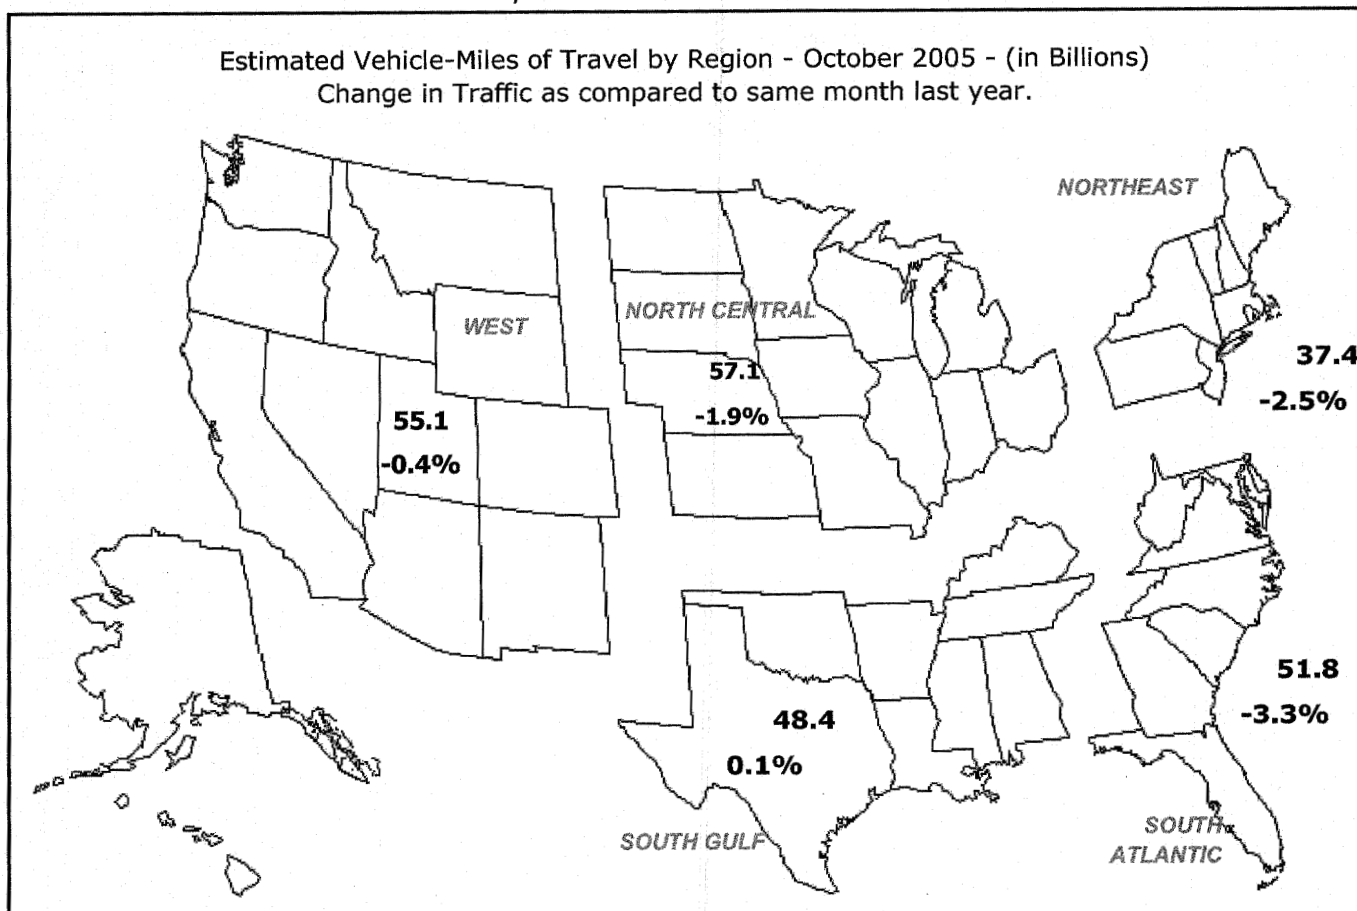 Estimated Vehicle-Miles of Travel by Region - October 2005 - (in Billions)
Change in Traffic as compared to same month last year.
NORTHEAST
37.4
-2.5%
WEST
55.1
-0.4%
NORTH CENTRAL
57.1
-1.9%
SOUTH GULF
48.4
0.1%
51.8
-3.3%
SOUTH
ATLANTIC